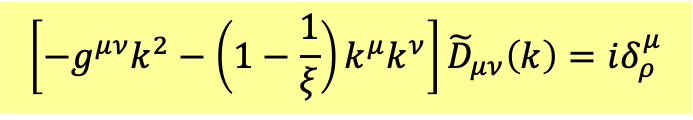 [−g^{μν}k² − (1 − 1/ξ) k^μ k^ν] D̃_{μν}(k) = iδ^μ_ρ